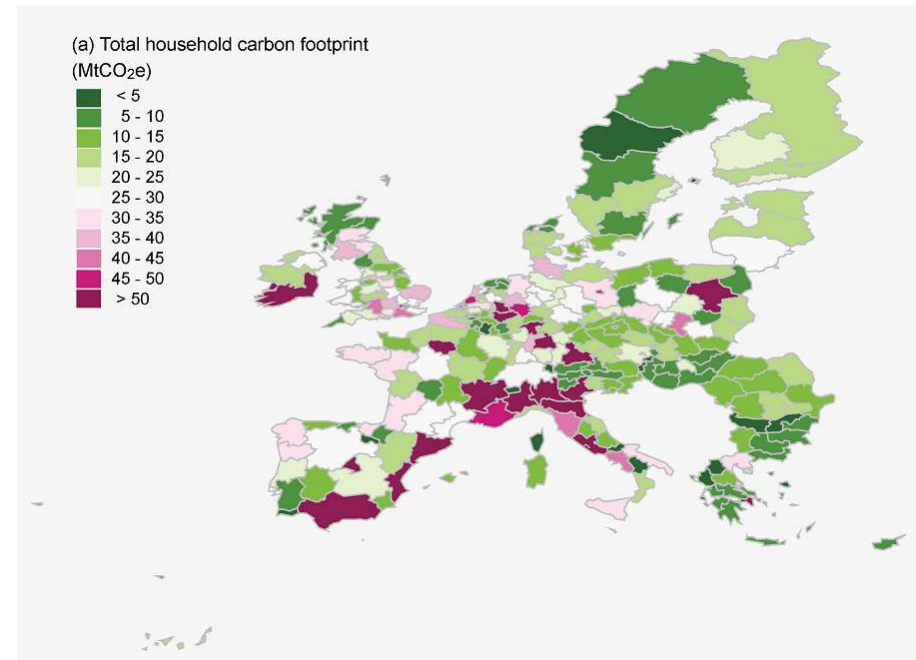 (a) Total household carbon footprint
(MtCO₂e)
< 5
5 - 10
10 - 15
15 - 20
20 - 25
25 - 30
30 - 35
35 - 40
40 - 45
45 - 50
> 50